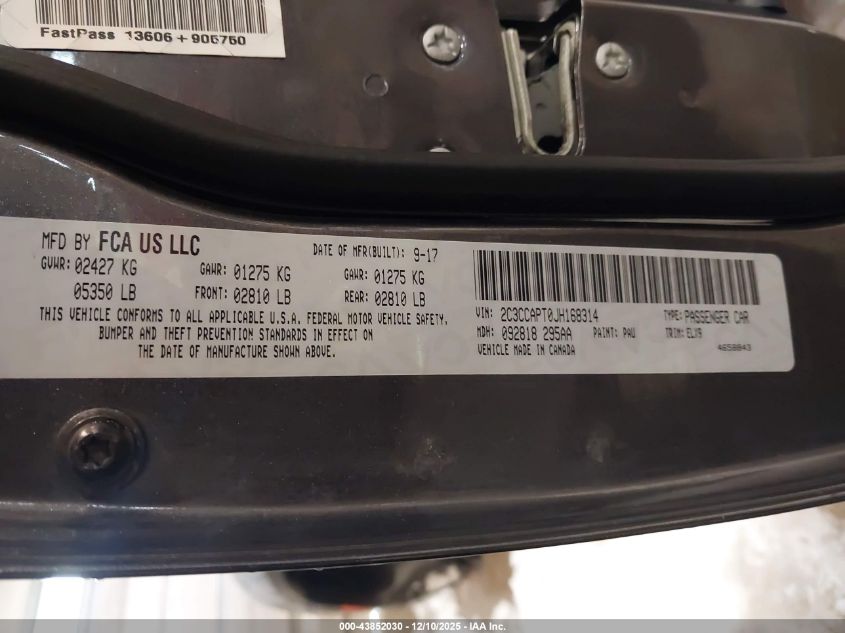 FastPass 13606 + 906760
MFD BY FCA US LLC
DATE OF MFR(BUILT): 9-17
GVWR: 02427 KG GAWR: 01275 KG GAWR: 01275 KG
05350 LB FRONT: 02810 LB REAR: 02810 LB
THIS VEHICLE CONFORMS TO ALL APPLICABLE U.S.A. FEDERAL MOTOR VEHICLE SAFETY,
BUMPER AND THEFT PREVENTION STANDARDS IN EFFECT ON
THE DATE OF MANUFACTURE SHOWN ABOVE.
VIN: 2C3CCAPT0JH168314 TYPE: PASSENGER CAR
MDH: 092818 295AA PAINT: PAU TRIM: ELX9
VEHICLE MADE IN CANADA 4658843
000-43852030 - 12/10/2025 - IAA Inc.